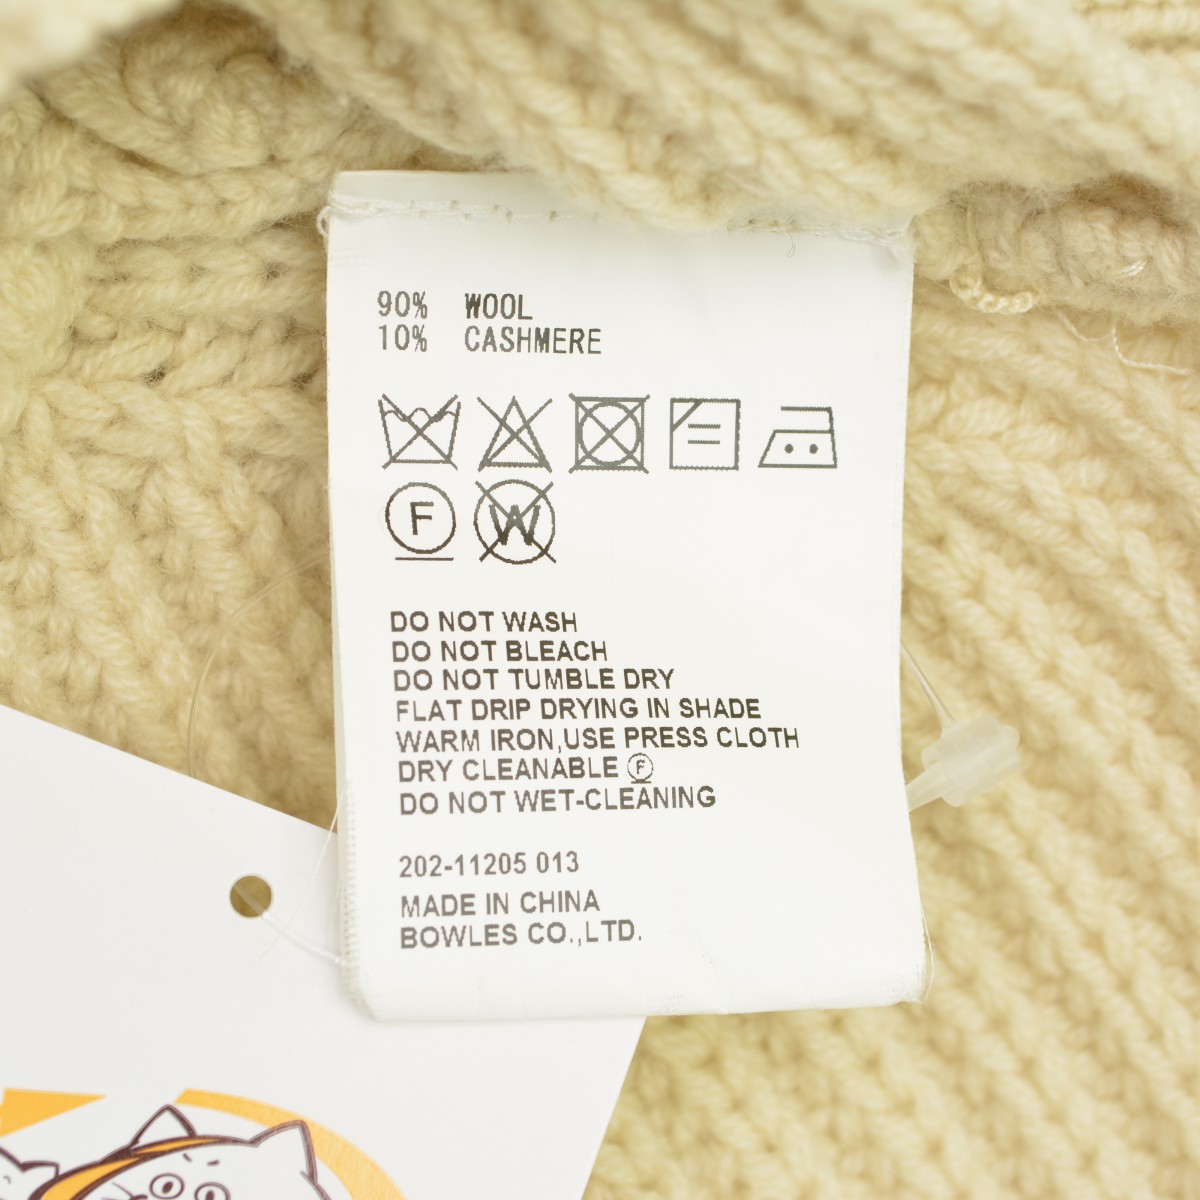 90% WOOL
10% CASHMERE
F W
DO NOT WASH
DO NOT BLEACH
DO NOT TUMBLE DRY
FLAT DRIP DRYING IN SHADE
WARM IRON,USE PRESS CLOTH
DRY CLEANABLE Ⓕ
DO NOT WET-CLEANING
202-11205 013
MADE IN CHINA
BOWLES CO.,LTD.